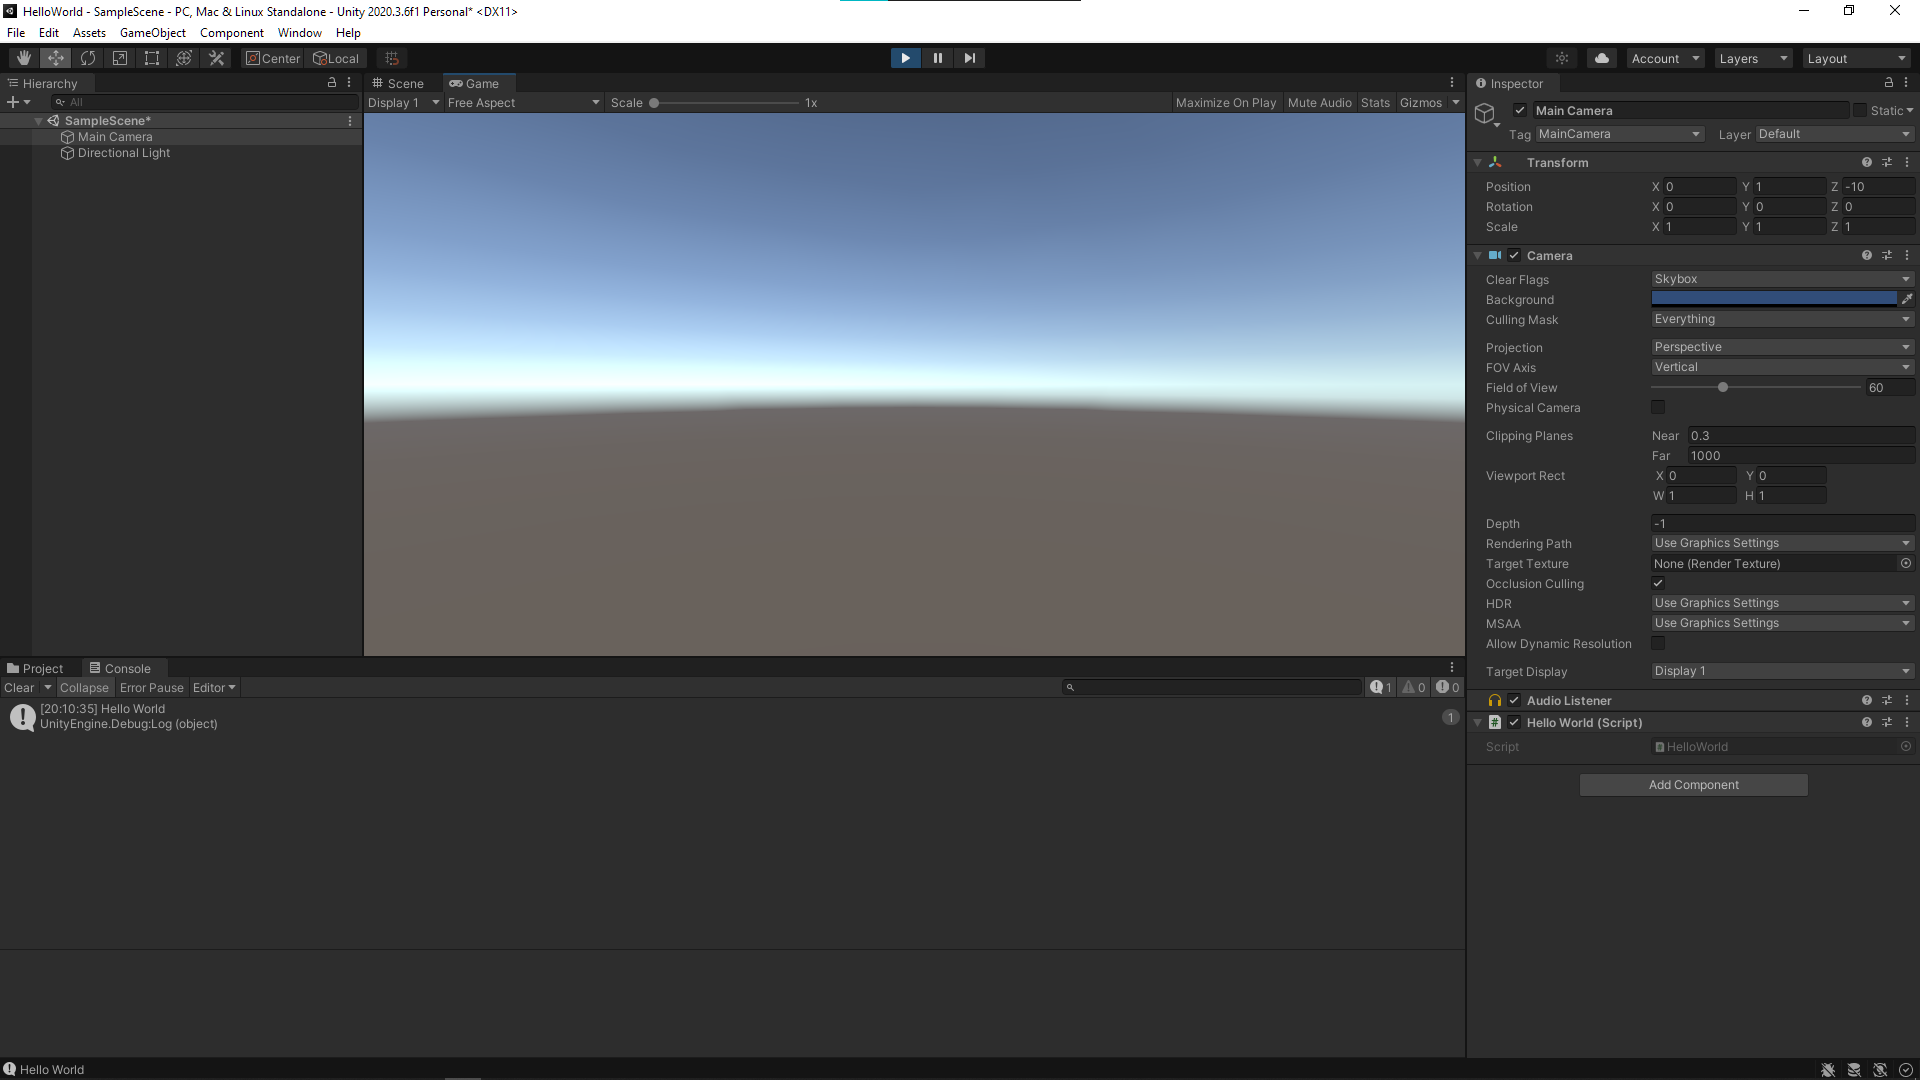 HelloWorld - SampleScene - PC, Mac & Linux Standalone - Unity 2020.3.6f1 Personal* <DX11>
File Edit Assets GameObject Component Window Help
Center Local Account Layers Layout
Hierarchy
All
SampleScene*
Main Camera
Directional Light
Scene Game
Display 1 Free Aspect Scale 1x Maximize On Play Mute Audio Stats Gizmos
Inspector
Main Camera Static
Tag MainCamera Layer Default
Transform
Position X 0 Y 1 Z -10
Rotation X 0 Y 0 Z 0
Scale X 1 Y 1 Z 1
Camera
Clear Flags Skybox
Background
Culling Mask Everything
Projection Perspective
FOV Axis Vertical
Field of View 60
Physical Camera
Clipping Planes Near 0.3
Far 1000
Viewport Rect X 0 Y 0
W 1 H 1
Depth -1
Rendering Path Use Graphics Settings
Target Texture None (Render Texture)
Occlusion Culling
HDR Use Graphics Settings
MSAA Use Graphics Settings
Allow Dynamic Resolution
Target Display Display 1
Audio Listener
Hello World (Script)
Script HelloWorld
Add Component
Project Console
Clear Collapse Error Pause Editor 1 0 0
[20:10:35] Hello World
UnityEngine.Debug:Log (object) 1
Hello World